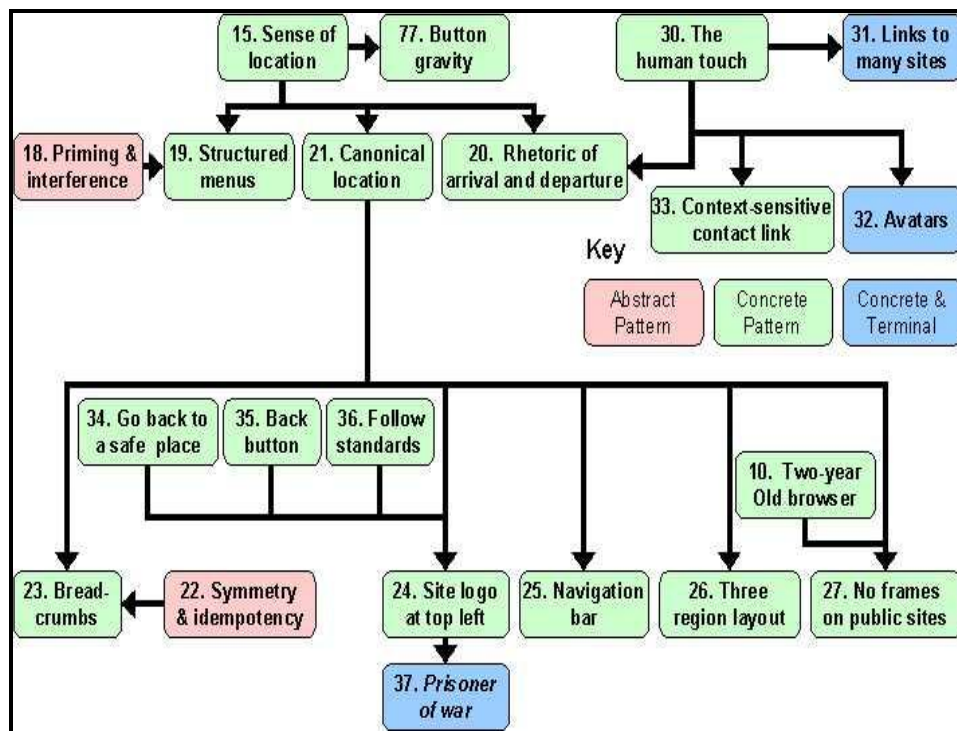 15. Sense of
location
77. Button
gravity
30. The
human touch
31. Links to
many sites
18. Priming &
interference
19. Structured
menus
21. Canonical
location
20. Rhetoric of
arrival and departure
33. Context-sensitive
contact link
32. Avatars
Key
Abstract
Pattern
Concrete
Pattern
Concrete &
Terminal
34. Go back to
a safe place
35. Back
button
36. Follow
standards
10. Two-year
Old browser
23. Bread-
crumbs
22. Symmetry
& idempotency
24. Site logo
at top left
25. Navigation
bar
26. Three
region layout
27. No frames
on public sites
37. Prisoner
of war